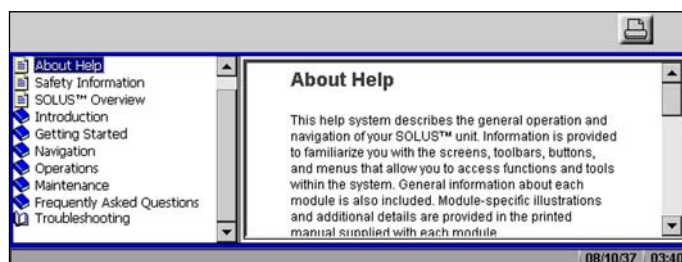 About Help
Safety Information
SOLUS™ Overview
Introduction
Getting Started
Navigation
Operations
Maintenance
Frequently Asked Questions
Troubleshooting
About Help
This help system describes the general operation and
navigation of your SOLUS™ unit. Information is provided
to familiarize you with the screens, toolbars, buttons,
and menus that allow you to access functions and tools
within the system. General information about each
module is also included. Module-specific illustrations
and additional details are provided in the printed
manual supplied with each module
08/10/37 03:40